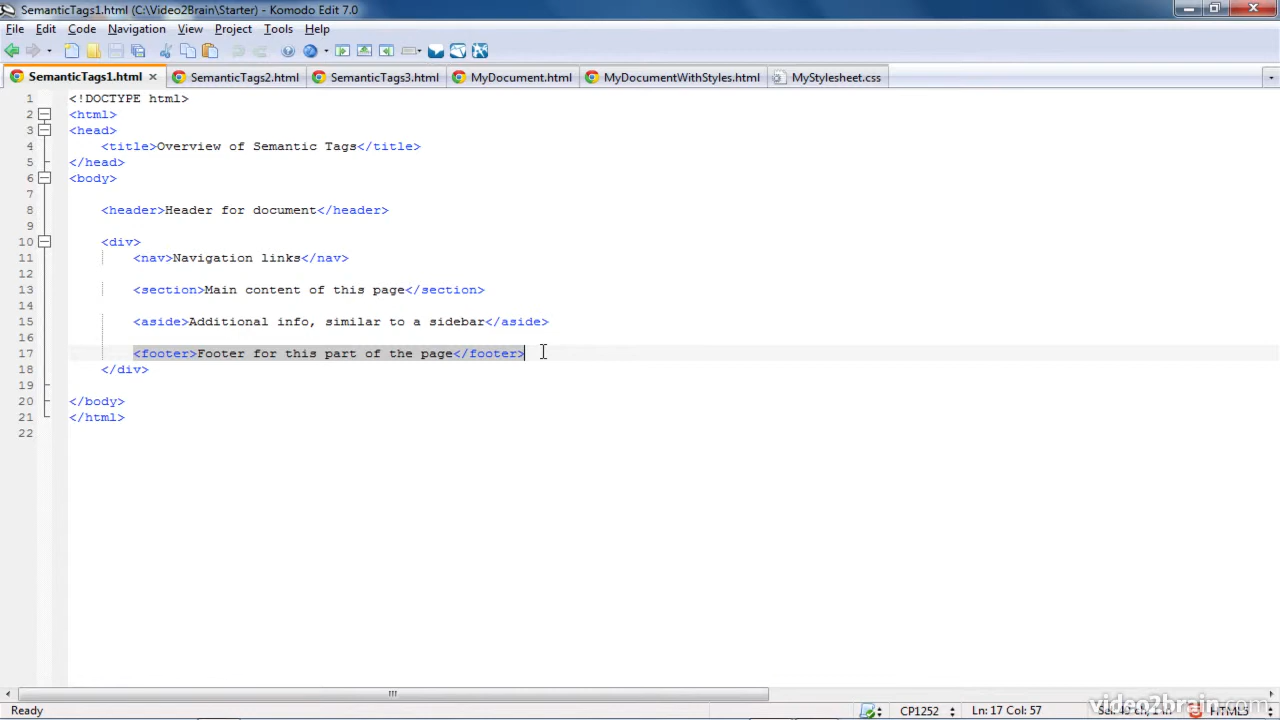 SemanticTags1.html (C:\Video2Brain\Starter) - Komodo Edit 7.0
File Edit Code Navigation View Project Tools Help
SemanticTags1.html SemanticTags2.html SemanticTags3.html MyDocument.html MyDocumentWithStyles.html MyStylesheet.css
1 <!DOCTYPE html>
2 <html>
3 <head>
4 <title>Overview of Semantic Tags</title>
5 </head>
6 <body>
7
8 <header>Header for document</header>
9
10 <div>
11 <nav>Navigation links</nav>
12
13 <section>Main content of this page</section>
14
15 <aside>Additional info, similar to a sidebar</aside>
16
17 <footer>Footer for this part of the page</footer>
18 </div>
19
20 </body>
21 </html>
22
Ready CP1252 Ln: 17 Col: 57 HTML5
video2brain.com